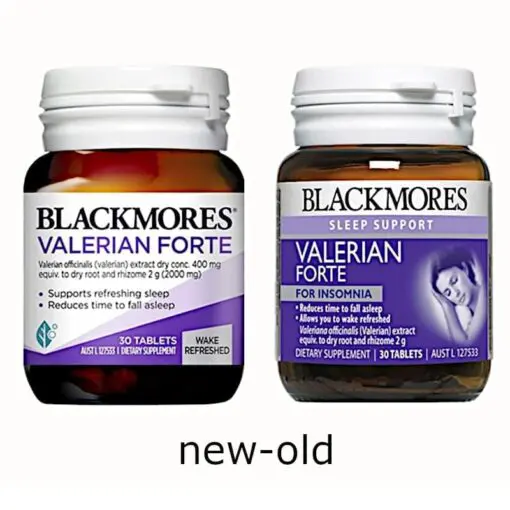 BLACKMORES®
VALERIAN FORTE
Valerian officinalis (valerian) extract dry conc. 400 mg
equiv. to dry root and rhizome 2 g (2000 mg)
• Supports refreshing sleep
• Reduces time to fall asleep
30 TABLETS
AUST L 127533 | DIETARY SUPPLEMENT
WAKE
REFRESHED
BLACKMORES
SLEEP SUPPORT
VALERIAN
FORTE
FOR INSOMNIA
• Reduces time to fall asleep
• Allows you to wake refreshed
Valeriana officinalis (Valerian) extract
equiv. to dry root and rhizome 2 g
DIETARY SUPPLEMENT | 30 TABLETS | AUST L 127533
new-old